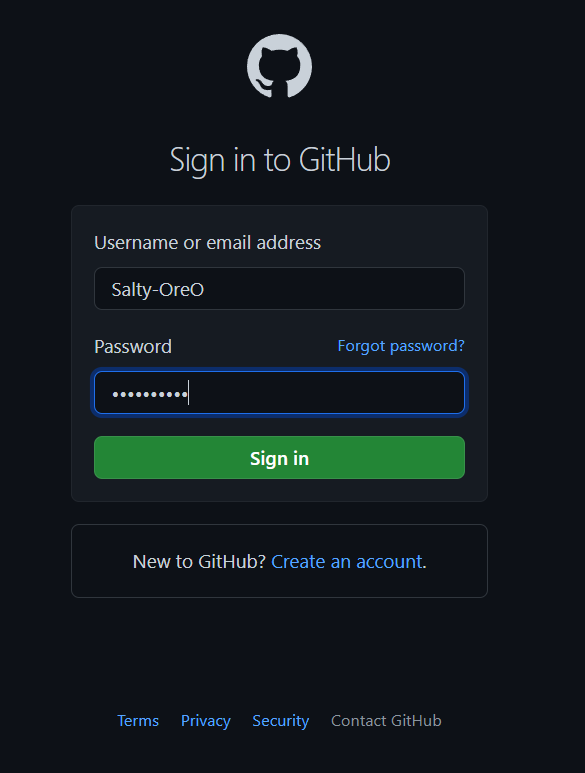 Sign in to GitHub
Username or email address
Salty-OreO
Password Forgot password?
••••••••••
Sign in
New to GitHub? Create an account.
Terms Privacy Security Contact GitHub